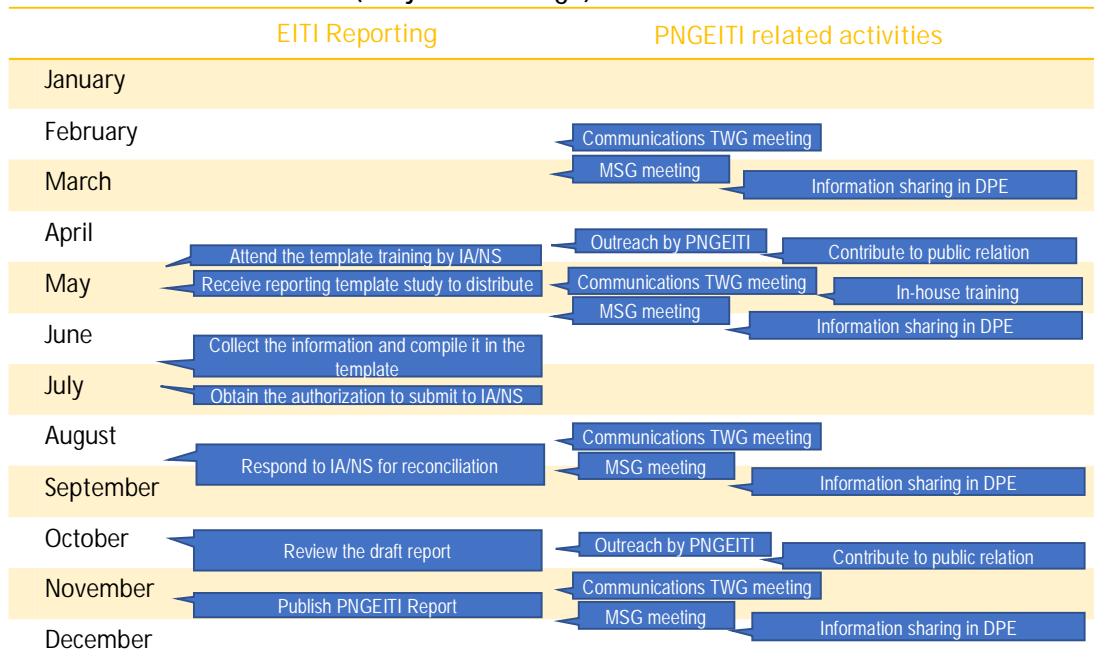 EITI Reporting
PNGEITI related activities
January
February
Communications TWG meeting
MSG meeting
March
Information sharing in DPE
April
Outreach by PNGEITI
Attend the template training by IA/NS
Contribute to public relation
May
Receive reporting template study to distribute
Communications TWG meeting
In-house training
MSG meeting
June
Information sharing in DPE
Collect the information and compile it in the
template
July
Obtain the authorization to submit to IA/NS
August
Communications TWG meeting
Respond to IA/NS for reconciliation
MSG meeting
September
Information sharing in DPE
October
Outreach by PNGEITI
Review the draft report
Contribute to public relation
November
Communications TWG meeting
Publish PNGEITI Report
MSG meeting
Information sharing in DPE
December